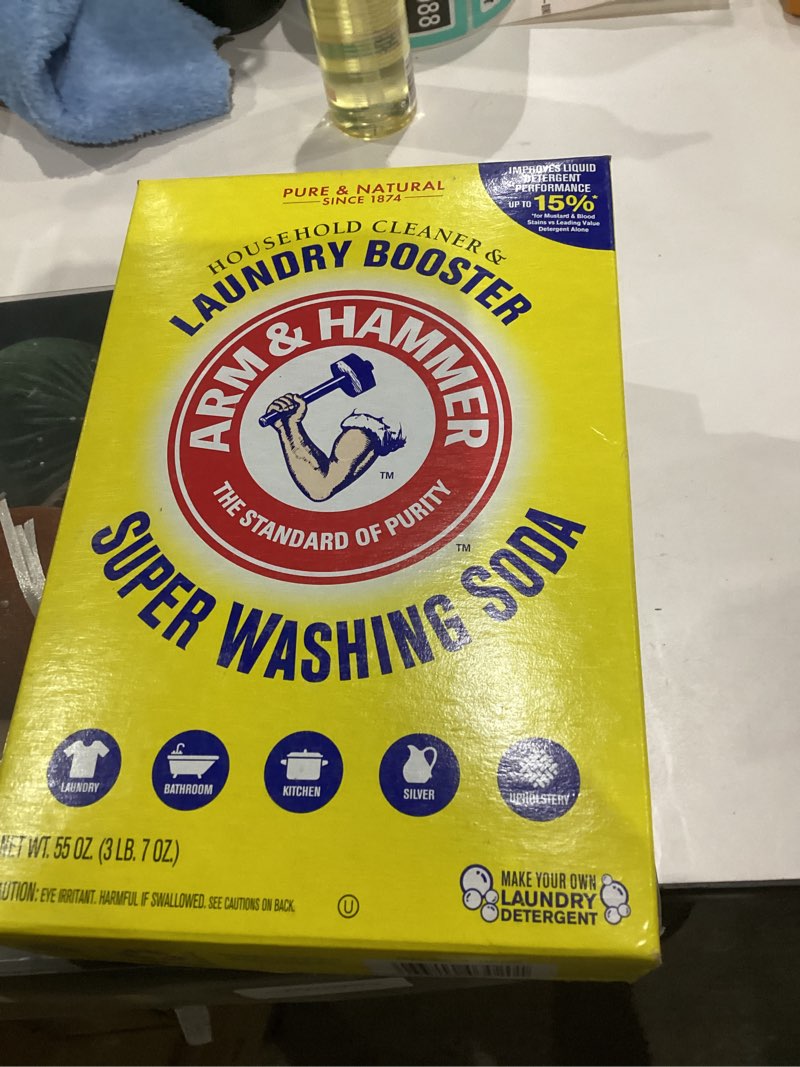 88
IMPROVES LIQUID
DETERGENT
PERFORMANCE
UP TO 15%*
*for Mustard & Blood
Stains vs Leading Value
Detergent Alone
PURE & NATURAL
SINCE 1874
HOUSEHOLD CLEANER &
LAUNDRY BOOSTER
ARM & HAMMER
TM
THE STANDARD OF PURITY
TM
SUPER WASHING SODA
LAUNDRY
BATHROOM
KITCHEN
SILVER
UPHOLSTERY
NET WT. 55 OZ. (3 LB. 7 OZ.)
UTION: EYE IRRITANT. HARMFUL IF SWALLOWED. SEE CAUTIONS ON BACK.
U
MAKE YOUR OWN
LAUNDRY
DETERGENT